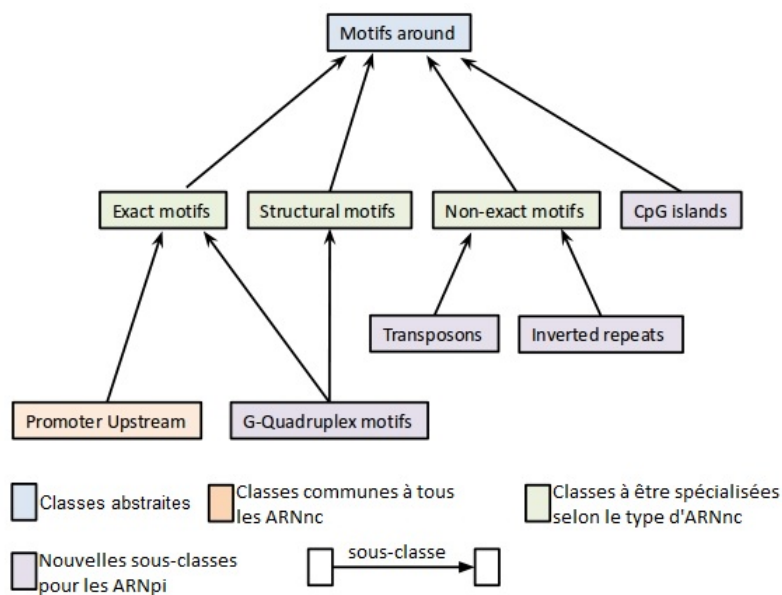 Motifs around
Exact motifs
Structural motifs
Non-exact motifs
CpG islands
Transposons
Inverted repeats
Promoter Upstream
G-Quadruplex motifs
Classes abstraites
Classes communes à tous
les ARNnc
Classes à être spécialisées
selon le type d'ARNnc
Nouvelles sous-classes
pour les ARNpi
sous-classe